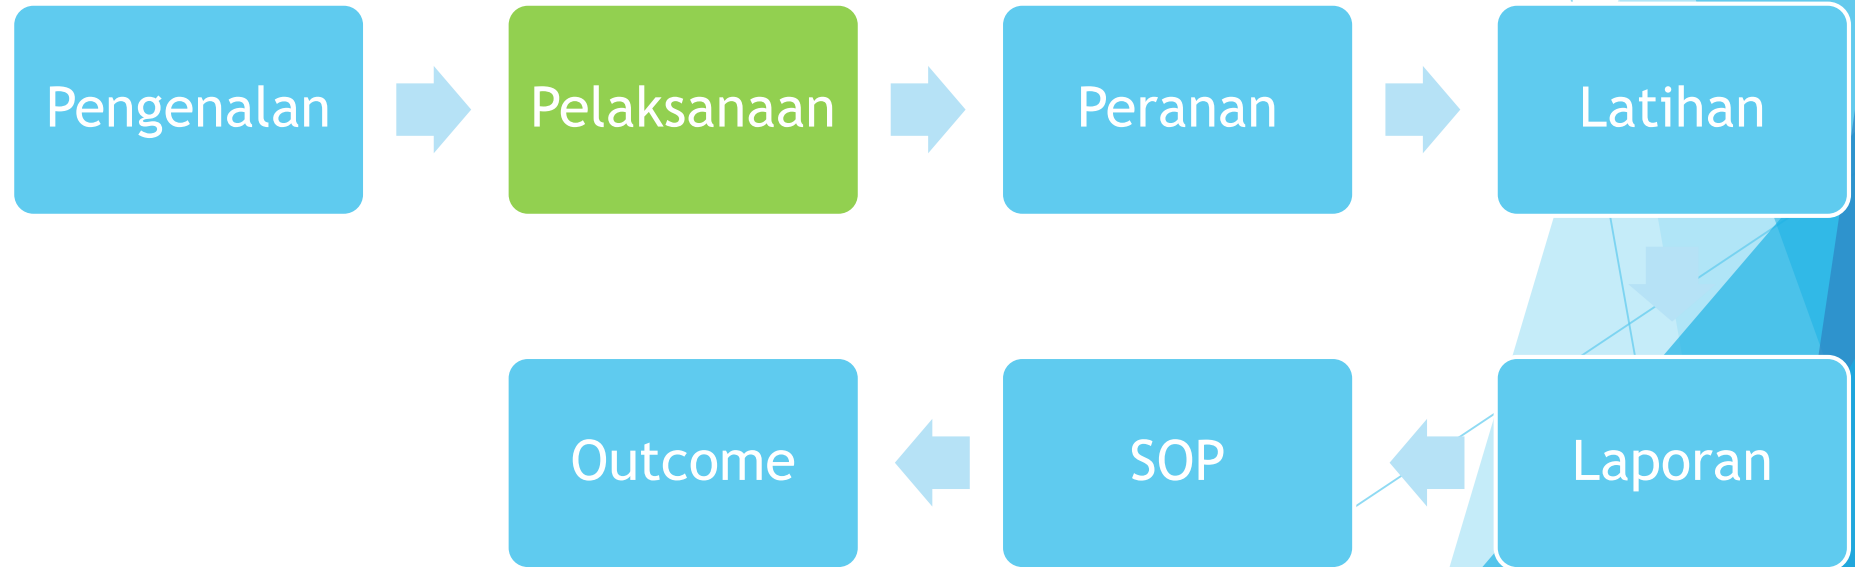 Pengenalan
Pelaksanaan
Peranan
Latihan
Laporan
SOP
Outcome